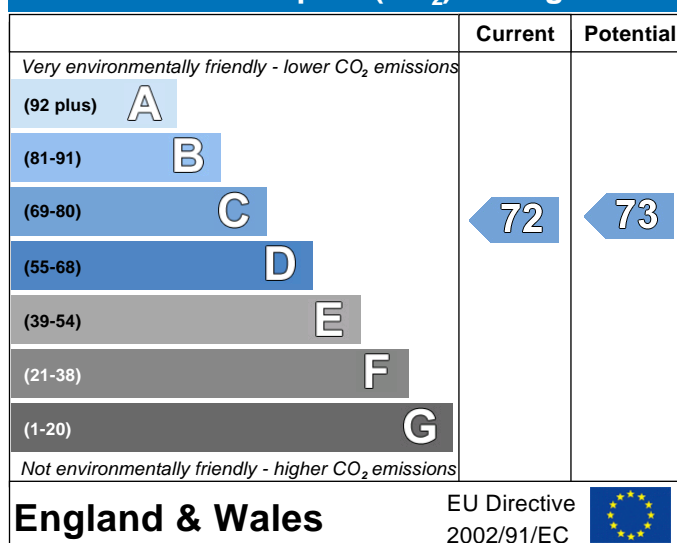 Current Potential
Very environmentally friendly - lower CO₂ emissions
(92 plus) A
(81-91) B
(69-80) C
72 73
(55-68) D
(39-54) E
(21-38) F
(1-20) G
Not environmentally friendly - higher CO₂ emissions
England & Wales
EU Directive
2002/91/EC